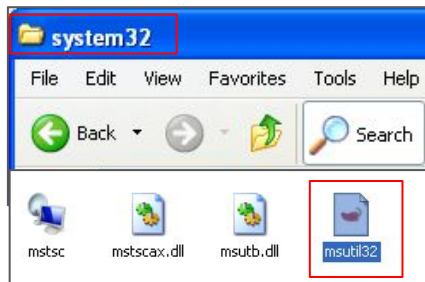 system32
File Edit View Favorites Tools Help
Back Search
mstsc mstscax.dll msutb.dll msutil32